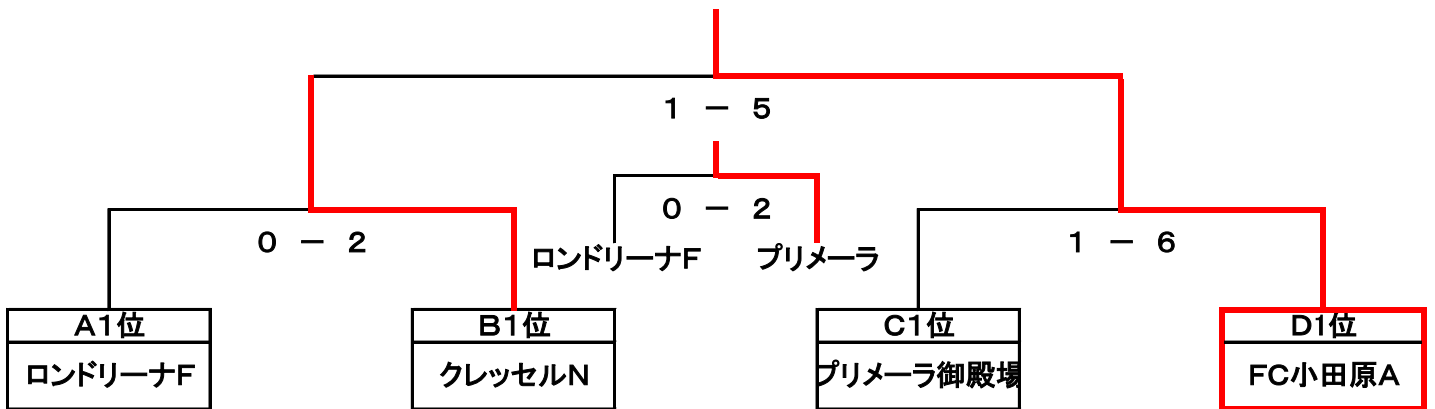 １ － ５
０ － ２
０ － ２
１ － ６
ロンドリーナＦ
プリメーラ
Ａ１位
Ｂ１位
Ｃ１位
Ｄ１位
ロンドリーナＦ
クレッセルＮ
プリメーラ御殿場
ＦＣ小田原Ａ